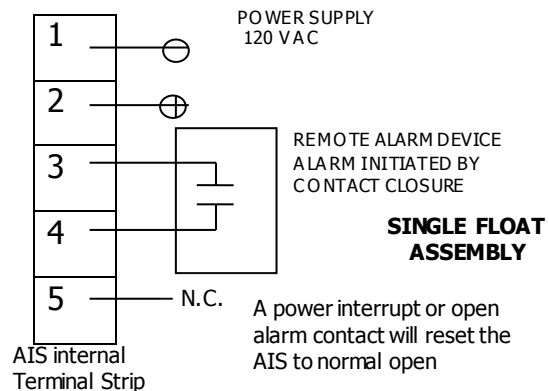 POWER SUPPLY
120 VAC
1
2
3
4
5
REMOTE ALARM DEVICE
ALARM INITIATED BY
CONTACT CLOSURE
SINGLE FLOAT
ASSEMBLY
N.C.
A power interrupt or open
alarm contact will reset the
AIS to normal open
AIS internal
Terminal Strip